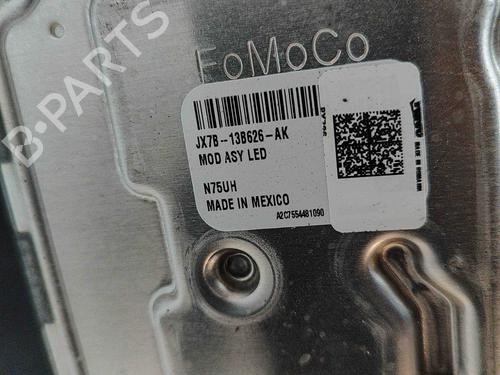 FoMoCo
JX7B-13B626-AK
MOD ASY LED
N75UH
MADE IN MEXICO
A2C7554481090
B-PARTS